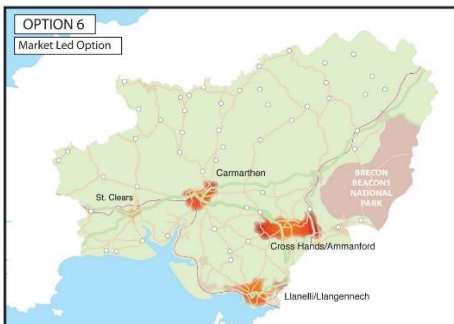 OPTION 6
Market Led Option
Carmarthen
St. Clears
BRECON
BEACONS
NATIONAL
PARK
Cross Hands/Ammanford
Llanelli/Llangennech